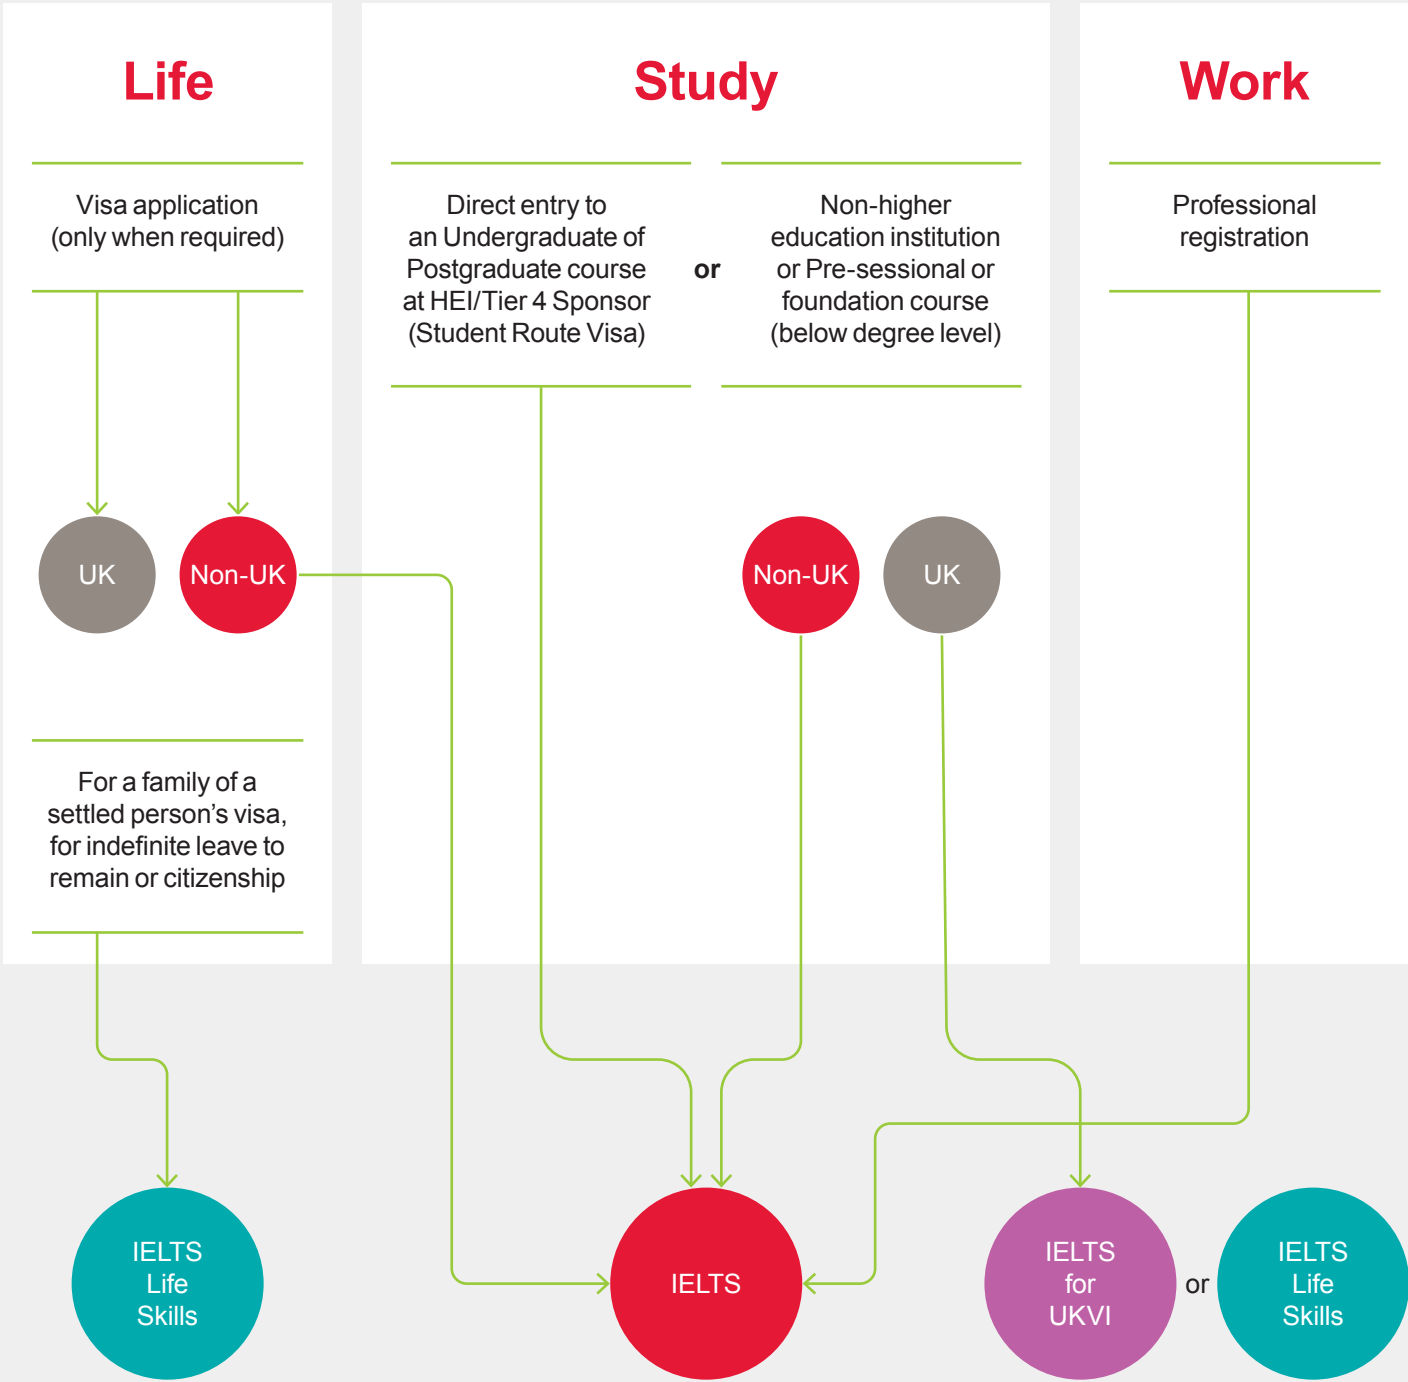 Life
Visa application
(only when required)
UK
Non-UK
For a family of a
settled person’s visa,
for indefinite leave to
remain or citizenship
Study
Direct entry to
an Undergraduate of
Postgraduate course
at HEI/Tier 4 Sponsor
(Student Route Visa)
or
Non-higher
education institution
or Pre-sessional or
foundation course
(below degree level)
Non-UK
UK
Work
Professional
registration
IELTS
Life
Skills
IELTS
IELTS
for
UKVI
or
IELTS
Life
Skills